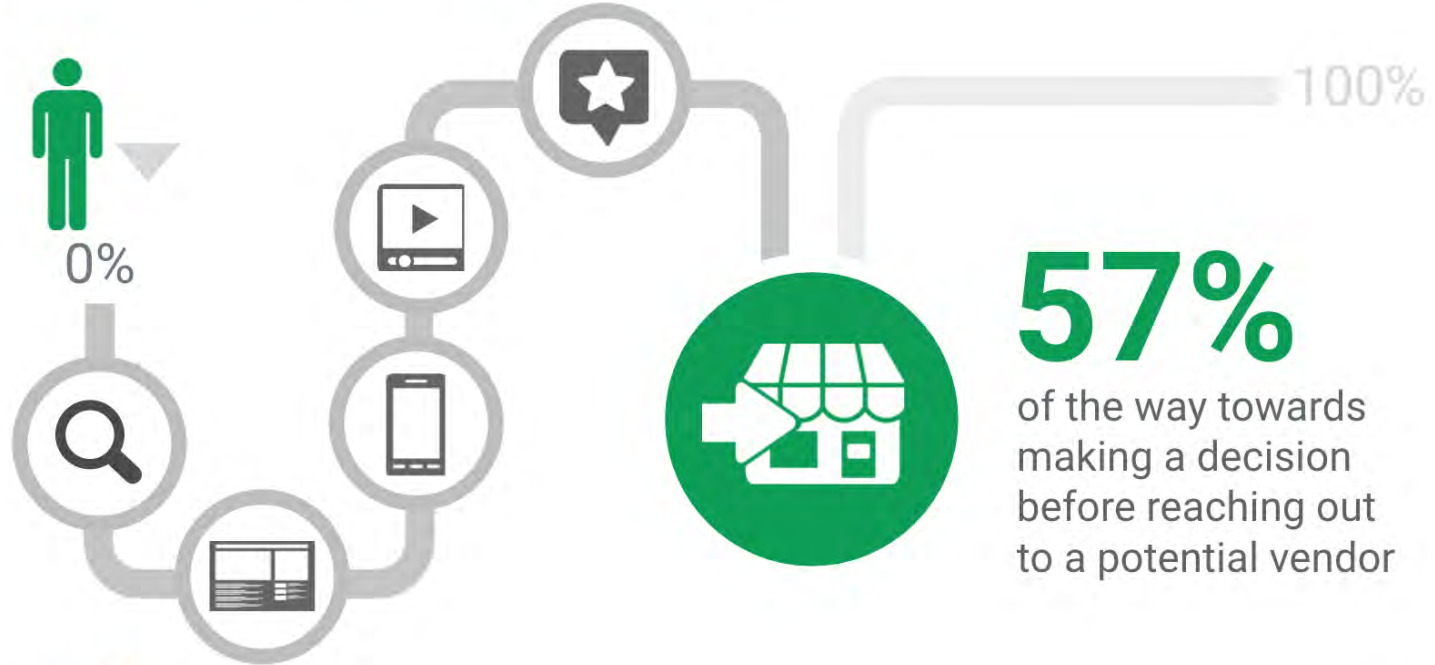 0%
100%
57%
of the way towards
making a decision
before reaching out
to a potential vendor